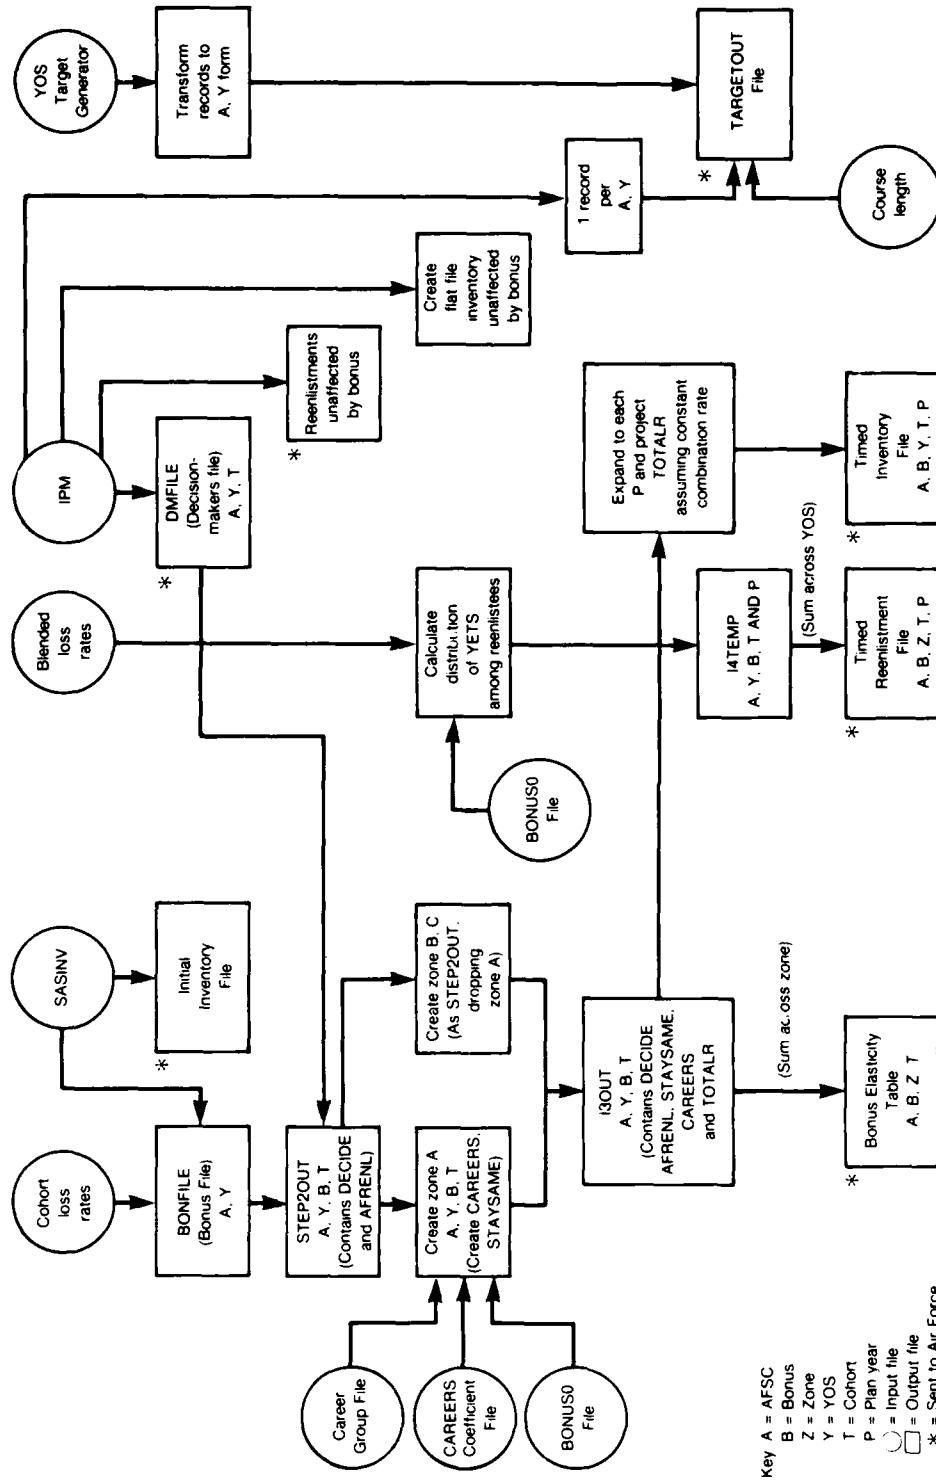 Cohort
loss
rates
SASINV
Blended
loss
rates
IPM
YOS
Target
Generator
BONFILE
(Bonus File)
A, Y
*
Initial
Inventory
File
*
DMFILE
(Decision-
makers file)
A, Y, T
Transform
records to
A, Y form
STEP2OUT
A, Y, B, T
(Contains DECIDE
and AFRENL)
*
Reenlistments
unaffected
by bonus
Career
Group File
CAREERS
Coefficient
File
BONUS0
File
Create zone A
A, Y, B, T
(Create CAREERS,
STAYSAME)
Create zone B, C
(As STEP2OUT,
dropping
zone A)
BONUS0
File
Calculate
distribution
of YETS
among reenlistees
Create
flat file
inventory
unaffected
by bonus
I3OUT
A, Y, B, T
(Contains DECIDE
AFRENL, STAYSAME,
CAREERS
and TOTALR)
Expand to each
P and project
TOTALR
assuming constant
combination rate
1 record
per
A, Y
I4TEMP
A, Y, B, T AND P
*
TARGETOUT
File
(Sum across zone)
(Sum across YOS)
*
Bonus Elasticity
Table
A, B, Z T
*
Timed
Reenlistment
File
A, B, Z, T, P
*
Timed
Inventory
File
A, B, Y, T, P
Course
length
Key A = AFSC
B = Bonus
Z = Zone
Y = YOS
T = Cohort
P = Plan year
= Input file
= Output file
* = Sent to Air Force